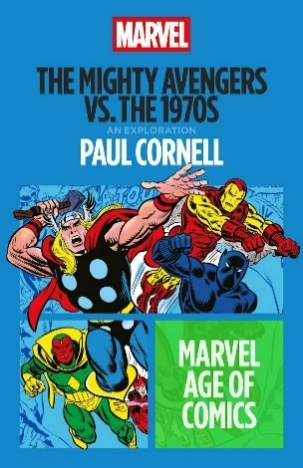 MARVEL
THE MIGHTY AVENGERS
VS. THE 1970S
AN EXPLORATION
PAUL CORNELL
MARVEL
AGE OF
COMICS